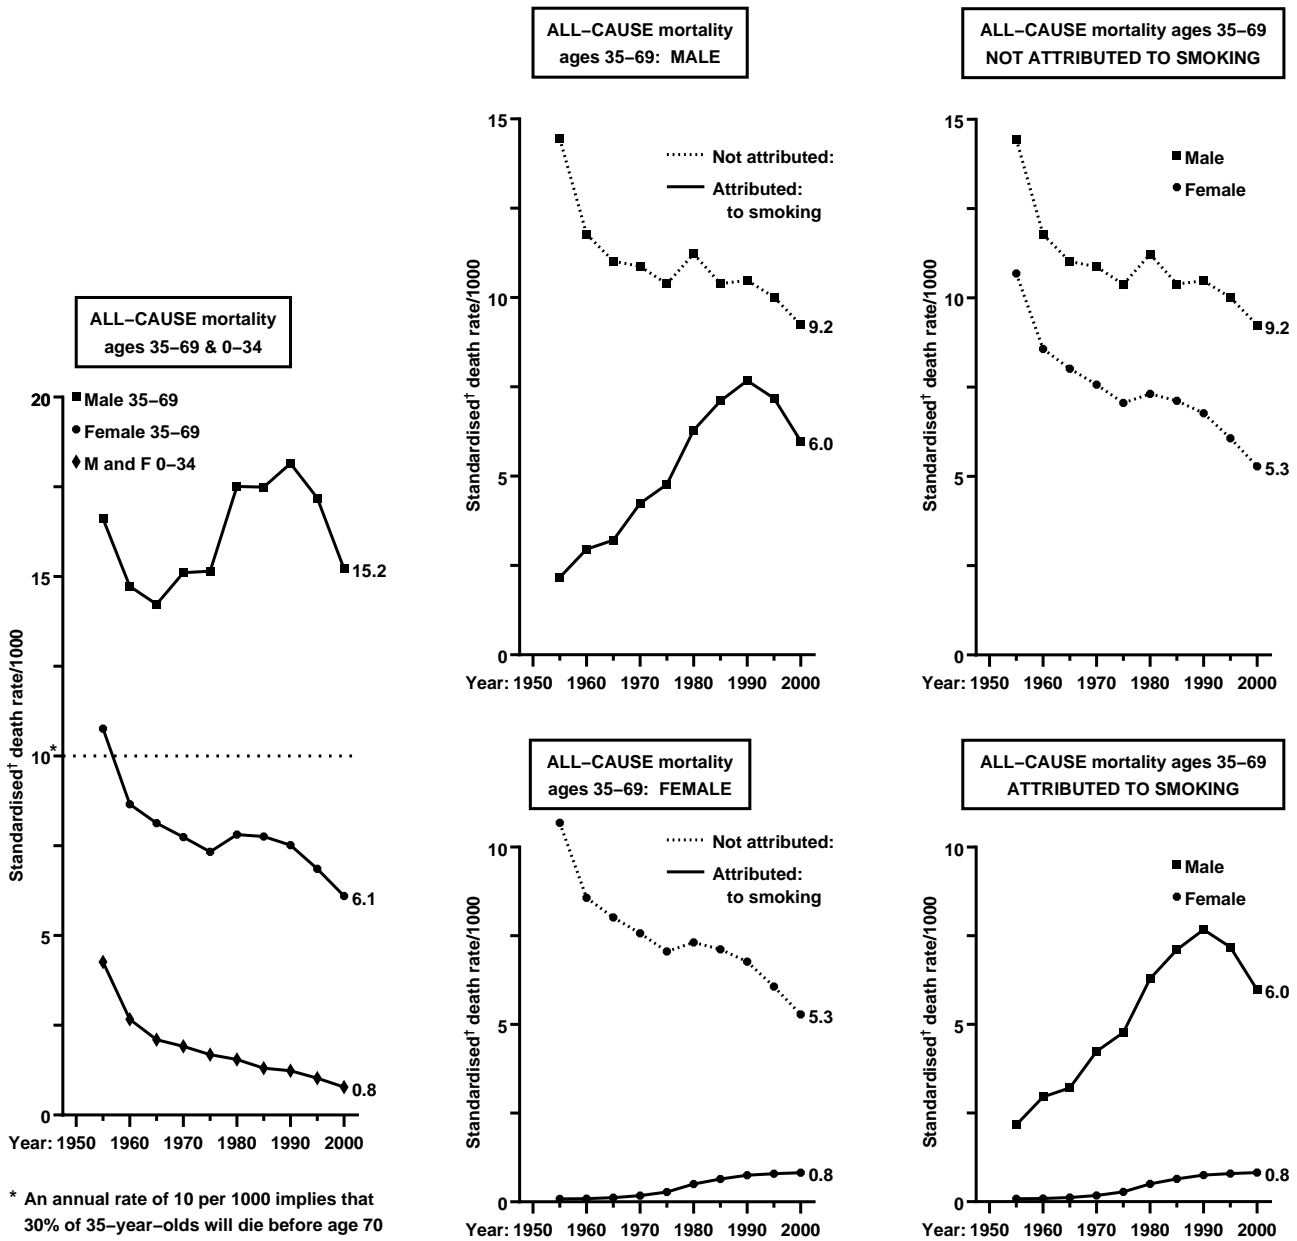 ALL–CAUSE mortality
ages 35–69 & 0–34
Standardised† death rate/1000
20
15
10*
5
0
Male 35–69
Female 35–69
M and F 0–34
15.2
6.1
0.8
Year: 1950 1960 1970 1980 1990 2000
* An annual rate of 10 per 1000 implies that
30% of 35–year–olds will die before age 70
ALL–CAUSE mortality
ages 35–69: MALE
Standardised† death rate/1000
15
10
5
0
Not attributed:
Attributed:
to smoking
9.2
6.0
Year: 1950 1960 1970 1980 1990 2000
ALL–CAUSE mortality
ages 35–69: FEMALE
Standardised† death rate/1000
10
5
0
Not attributed:
Attributed:
to smoking
5.3
0.8
Year: 1950 1960 1970 1980 1990 2000
ALL–CAUSE mortality ages 35–69
NOT ATTRIBUTED TO SMOKING
Standardised† death rate/1000
15
10
5
0
Male
Female
9.2
5.3
Year: 1950 1960 1970 1980 1990 2000
ALL–CAUSE mortality ages 35–69
ATTRIBUTED TO SMOKING
Standardised† death rate/1000
10
5
0
Male
Female
6.0
0.8
Year: 1950 1960 1970 1980 1990 2000